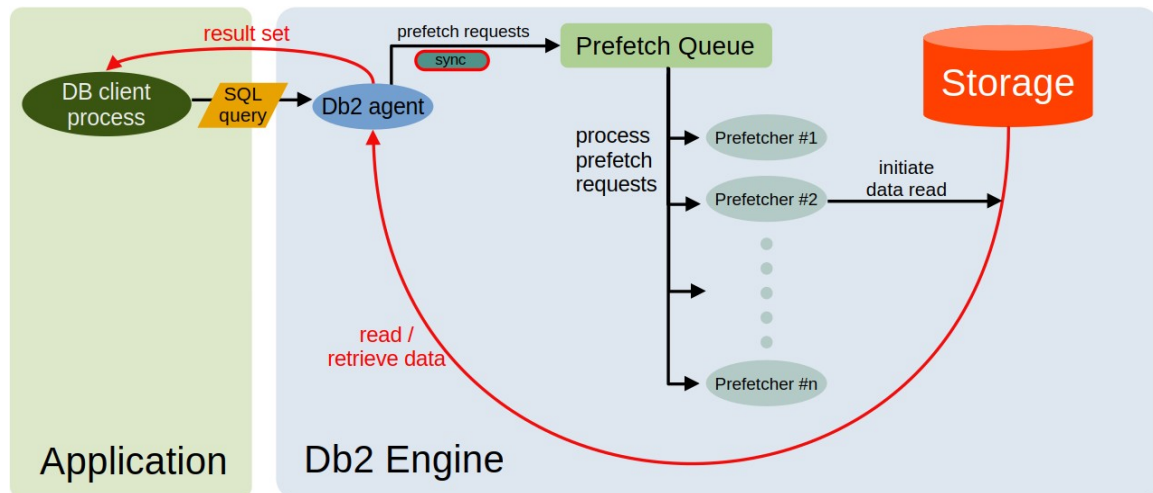 result set
DB client
process
SQL
query
Db2 agent
prefetch requests
sync
Prefetch Queue
Storage
process
prefetch
requests
Prefetcher #1
Prefetcher #2
initiate
data read
read /
retrieve data
Prefetcher #n
Application
Db2 Engine